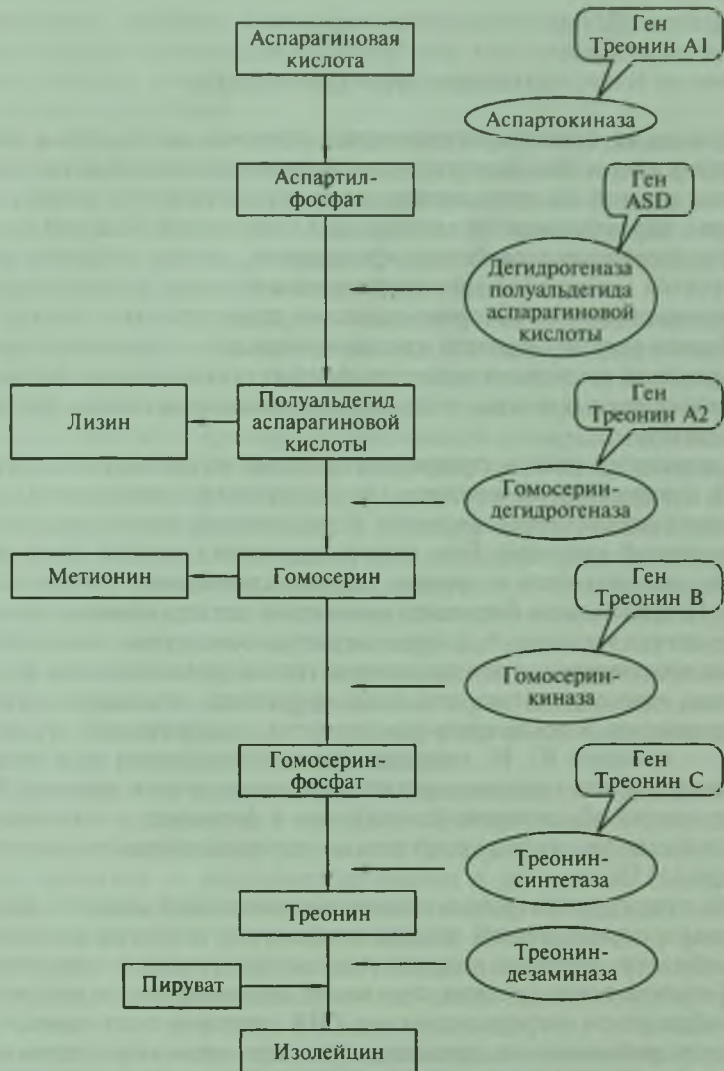 Аспарагиновая
кислота
Ген
Треонин А1
Аспартокиназа
Аспартил-
фосфат
Ген
ASD
Дегидрогеназа
полуальдегида
аспарагиновой
кислоты
Лизин
Полуальдегид
аспарагиновой
кислоты
Ген
Треонин А2
Гомосерин-
дегидрогеназа
Метионин
Гомосерин
Ген
Треонин В
Гомосерин-
киназа
Гомосерин-
фосфат
Ген
Треонин С
Треонин-
синтетаза
Треонин
Треонин-
дезаминаза
Пируват
Изолейцин